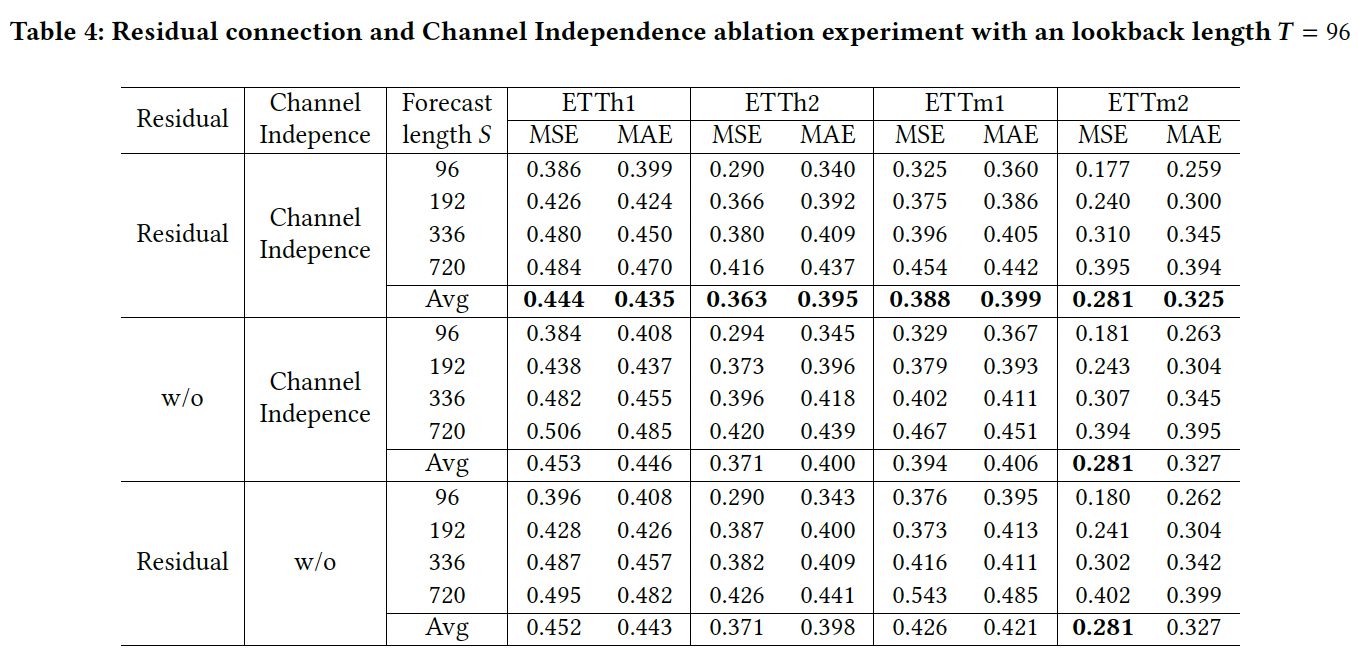 Table 4: Residual connection and Channel Independence ablation experiment with an lookback length T = 96
Residual Channel Indepence Forecast length S ETTh1 ETTh2 ETTm1 ETTm2
MSE MAE MSE MAE MSE MAE MSE MAE
Residual Channel Indepence
96 0.386 0.399 0.290 0.340 0.325 0.360 0.177 0.259
192 0.426 0.424 0.366 0.392 0.375 0.386 0.240 0.300
336 0.480 0.450 0.380 0.409 0.396 0.405 0.310 0.345
720 0.484 0.470 0.416 0.437 0.454 0.442 0.395 0.394
Avg 0.444 0.435 0.363 0.395 0.388 0.399 0.281 0.325
w/o Channel Indepence
96 0.384 0.408 0.294 0.345 0.329 0.367 0.181 0.263
192 0.438 0.437 0.373 0.396 0.379 0.393 0.243 0.304
336 0.482 0.455 0.396 0.418 0.402 0.411 0.307 0.345
720 0.506 0.485 0.420 0.439 0.467 0.451 0.394 0.395
Avg 0.453 0.446 0.371 0.400 0.394 0.406 0.281 0.327
Residual w/o
96 0.396 0.408 0.290 0.343 0.376 0.395 0.180 0.262
192 0.428 0.426 0.387 0.400 0.373 0.413 0.241 0.304
336 0.487 0.457 0.382 0.409 0.416 0.411 0.302 0.342
720 0.495 0.482 0.426 0.441 0.543 0.485 0.402 0.399
Avg 0.452 0.443 0.371 0.398 0.426 0.421 0.281 0.327